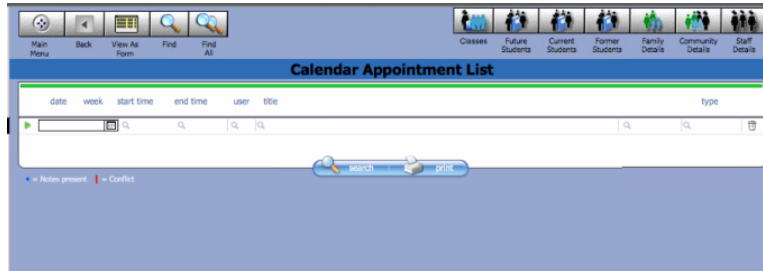 Main Menu
Back
View As Form
Find
Find All
Classes
Future Students
Current Students
Former Students
Family Details
Community Details
Staff Details
Calendar Appointment List
date week start time end time user title type
search print
= Notes present = Conflict